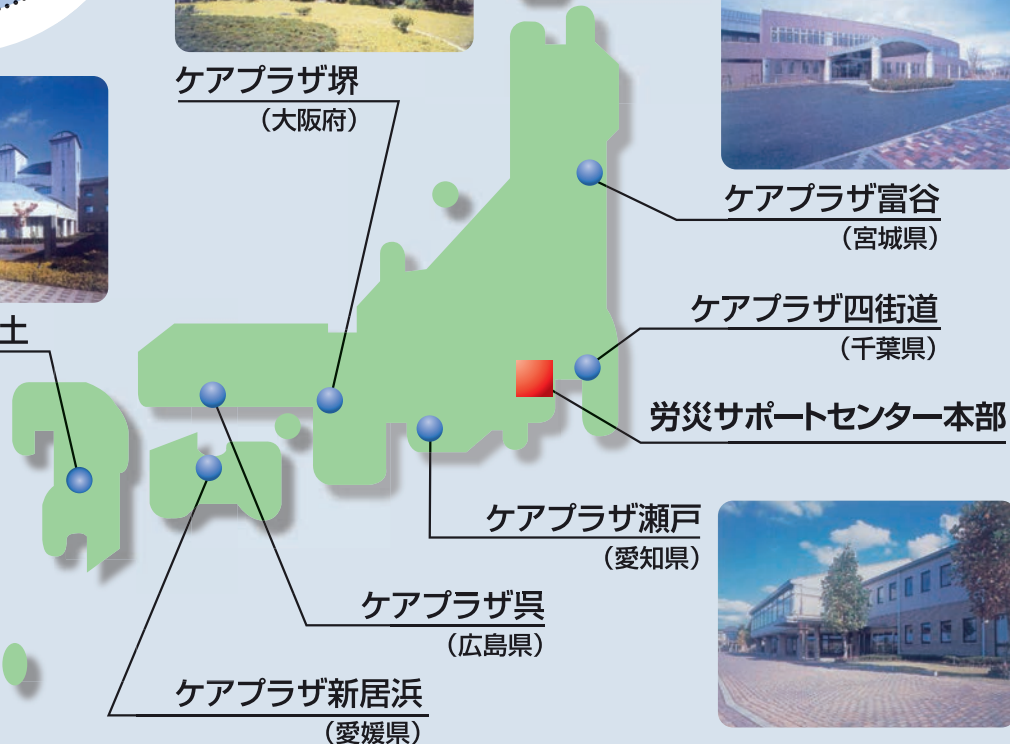 ケアプラザ堺
（大阪府）
ケアプラザ富谷
（宮城県）
ケアプラザ四街道
（千葉県）
土
労災サポートセンター本部
ケアプラザ瀬戸
（愛知県）
ケアプラザ呉
（広島県）
ケアプラザ新居浜
（愛媛県）